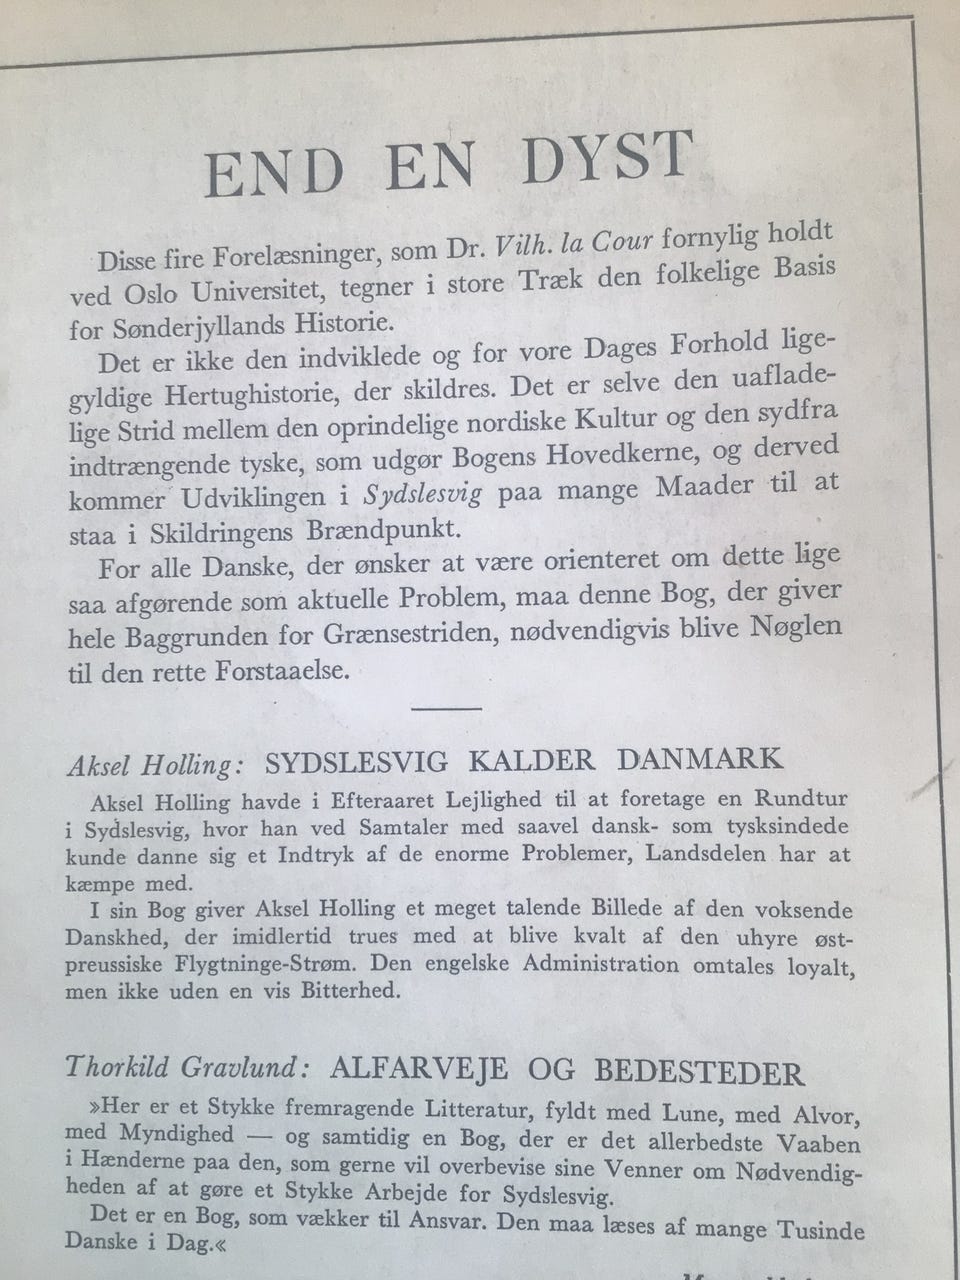 END EN DYST
Disse fire Forelæsninger, som Dr. Vilh. la Cour fornylig holdt
ved Oslo Universitet, tegner i store Træk den folkelige Basis
for Sønderjyllands Historie.
Det er ikke den indviklede og for vore Dages Forhold lige-
gyldige Hertughistorie, der skildres. Det er selve den uaflade-
lige Strid mellem den oprindelige nordiske Kultur og den sydfra
indtrængende tyske, som udgør Bogens Hovedkerne, og derved
kommer Udviklingen i Sydslesvig paa mange Maader til at
staa i Skildringens Brændpunkt.
For alle Danske, der ønsker at være orienteret om dette lige
saa afgørende som aktuelle Problem, maa denne Bog, der giver
hele Baggrunden for Grænsestriden, nødvendigvis blive Nøglen
til den rette Forstaaelse.
Aksel Holling: SYDSLESVIG KALDER DANMARK
Aksel Holling havde i Efteraaret Lejlighed til at foretage en Rundtur
i Sydslesvig, hvor han ved Samtaler med saavel dansk- som tysksindede
kunde danne sig et Indtryk af de enorme Problemer, Landsdelen har at
kæmpe med.
I sin Bog giver Aksel Holling et meget talende Billede af den voksende
Danskhed, der imidlertid trues med at blive kvalt af den uhyre øst-
preussiske Flygtninge-Strøm. Den engelske Administration omtales loyalt,
men ikke uden en vis Bitterhed.
Thorkild Gravlund: ALFARVEJE OG BEDESTEDER
»Her er et Stykke fremragende Litteratur, fyldt med Lune, med Alvor,
med Myndighed — og samtidig en Bog, der er det allerbedste Vaaben
i Hænderne paa den, som gerne vil overbevise sine Venner om Nødvendig-
heden af at gøre et Stykke Arbejde for Sydslesvig.
Det er en Bog, som vækker til Ansvar. Den maa læses af mange Tusinde
Danske i Dag.«